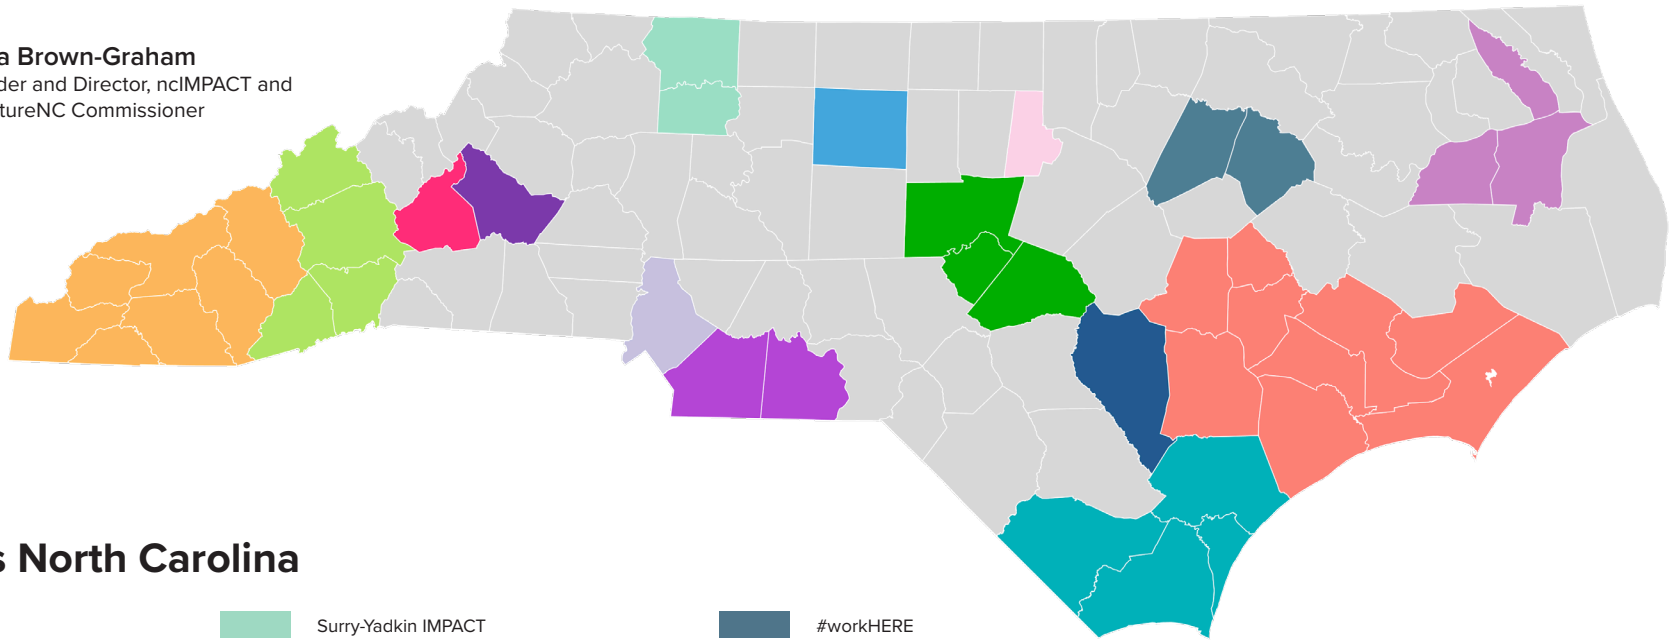 a Brown-Graham
der and Director, ncIMPACT and
tureNC Commissioner
s North Carolina
Surry-Yadkin IMPACT
#workHERE